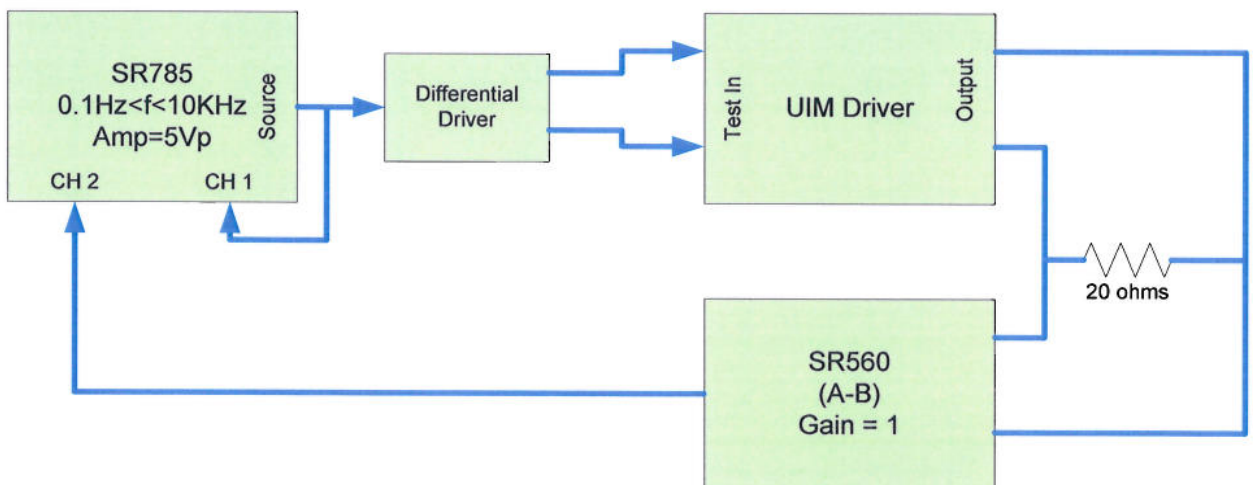 SR785
0.1Hz<f<10KHz
Amp=5Vp
Source
CH 2
CH 1
Differential
Driver
Test In
UIM Driver
Output
20 ohms
SR560
(A-B)
Gain = 1